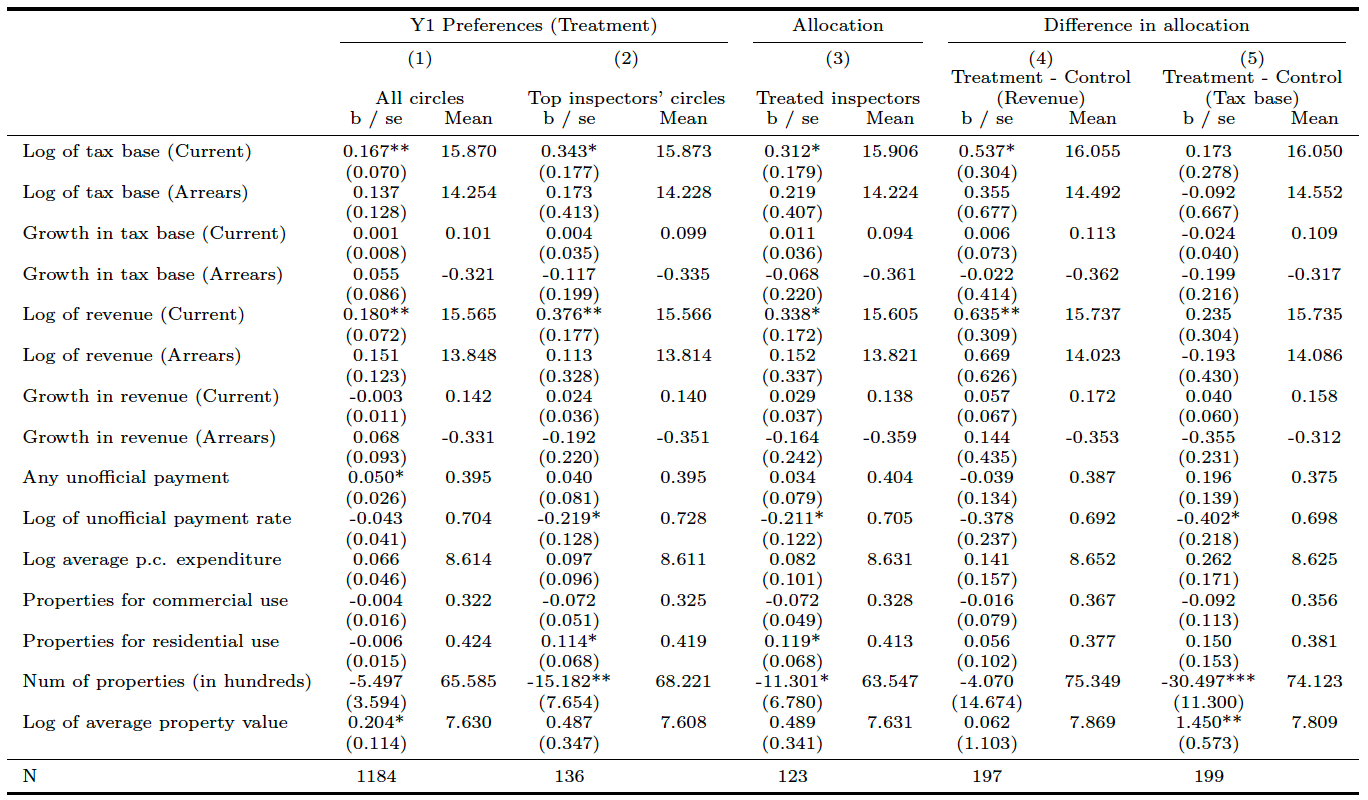 Y1 Preferences (Treatment) Allocation Difference in allocation
(1) (2) (3) (4) (5)
Treatment - Control Treatment - Control
All circles Top inspectors' circles Treated inspectors (Revenue) (Tax base)
b / se Mean b / se Mean b / se Mean b / se Mean b / se Mean
Log of tax base (Current) 0.167** 15.870 0.343* 15.873 0.312* 15.906 0.537* 16.055 0.173 16.050
(0.070) (0.177) (0.179) (0.304) (0.278)
Log of tax base (Arrears) 0.137 14.254 0.173 14.228 0.219 14.224 0.355 14.492 -0.092 14.552
(0.128) (0.413) (0.407) (0.677) (0.667)
Growth in tax base (Current) 0.001 0.101 0.004 0.099 0.011 0.094 0.006 0.113 -0.024 0.109
(0.008) (0.035) (0.036) (0.073) (0.040)
Growth in tax base (Arrears) 0.055 -0.321 -0.117 -0.335 -0.068 -0.361 -0.022 -0.362 -0.199 -0.317
(0.086) (0.199) (0.220) (0.414) (0.216)
Log of revenue (Current) 0.180** 15.565 0.376** 15.566 0.338* 15.605 0.635** 15.737 0.235 15.735
(0.072) (0.177) (0.172) (0.309) (0.304)
Log of revenue (Arrears) 0.151 13.848 0.113 13.814 0.152 13.821 0.669 14.023 -0.193 14.086
(0.123) (0.328) (0.337) (0.626) (0.430)
Growth in revenue (Current) -0.003 0.142 0.024 0.140 0.029 0.138 0.057 0.172 0.040 0.158
(0.011) (0.036) (0.037) (0.067) (0.060)
Growth in revenue (Arrears) 0.068 -0.331 -0.192 -0.351 -0.164 -0.359 0.144 -0.353 -0.355 -0.312
(0.093) (0.220) (0.242) (0.435) (0.231)
Any unofficial payment 0.050* 0.395 0.040 0.395 0.034 0.404 -0.039 0.387 0.196 0.375
(0.026) (0.081) (0.079) (0.134) (0.139)
Log of unofficial payment rate -0.043 0.704 -0.219* 0.728 -0.211* 0.705 -0.378 0.692 -0.402* 0.698
(0.041) (0.128) (0.122) (0.237) (0.218)
Log average p.c. expenditure 0.066 8.614 0.097 8.611 0.082 8.631 0.141 8.652 0.262 8.625
(0.046) (0.096) (0.101) (0.157) (0.171)
Properties for commercial use -0.004 0.322 -0.072 0.325 -0.072 0.328 -0.016 0.367 -0.092 0.356
(0.016) (0.051) (0.049) (0.079) (0.113)
Properties for residential use -0.006 0.424 0.114* 0.419 0.119* 0.413 0.056 0.377 0.150 0.381
(0.015) (0.068) (0.068) (0.102) (0.153)
Num of properties (in hundreds) -5.497 65.585 -15.182** 68.221 -11.301* 63.547 -4.070 75.349 -30.497*** 74.123
(3.594) (7.654) (6.780) (14.674) (11.300)
Log of average property value 0.204* 7.630 0.487 7.608 0.489 7.631 0.062 7.869 1.450** 7.809
(0.114) (0.347) (0.341) (1.103) (0.573)
N 1184 136 123 197 199